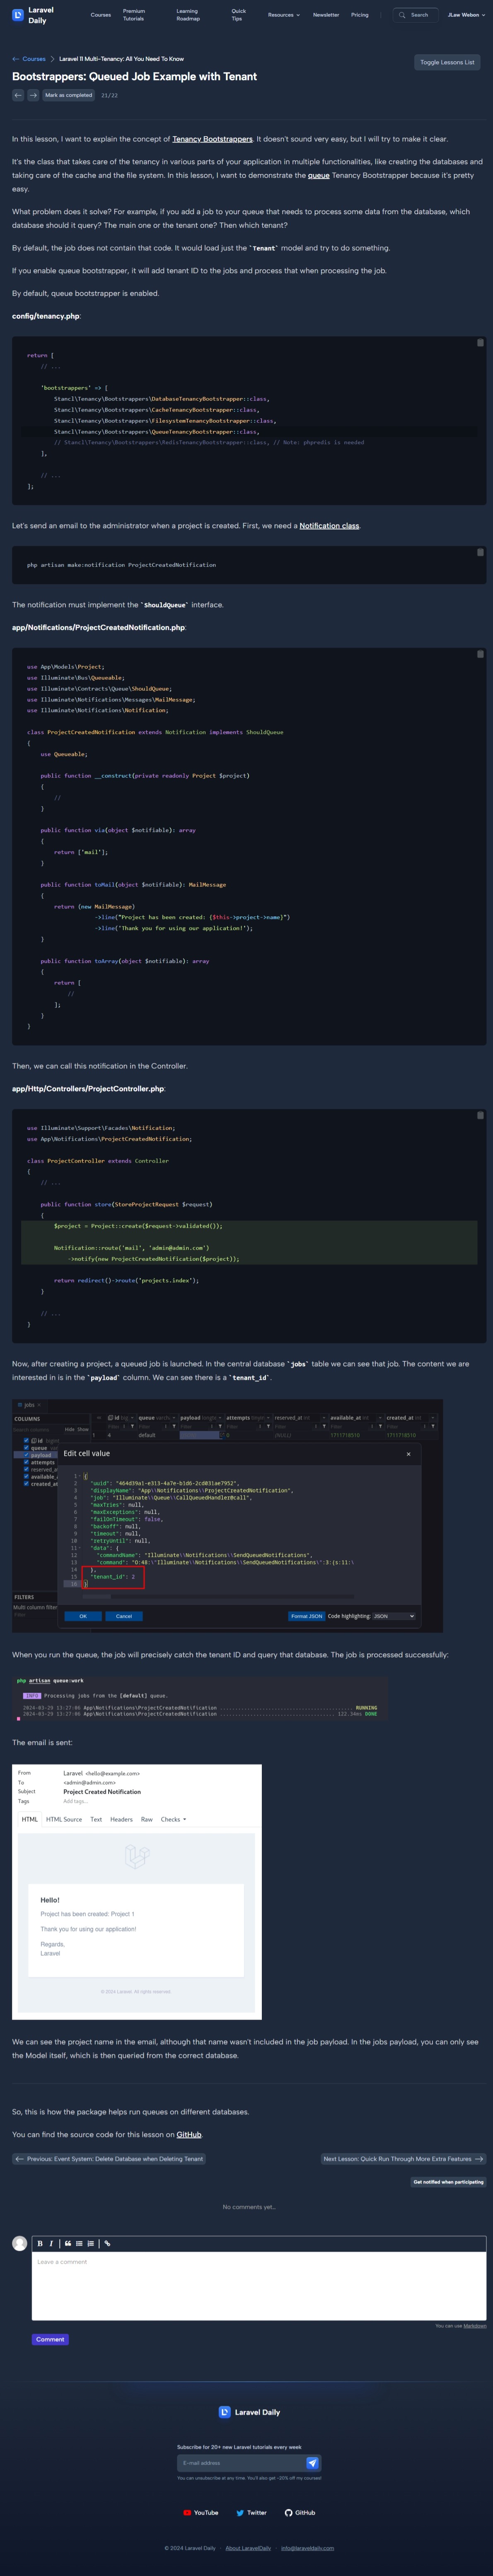 Laravel
Daily
Courses
Premium
Tutorials
Learning
Roadmap
Quick
Tips
Resources
Newsletter
Pricing
Search
JLaw Webon
Courses
Laravel 11 Multi-Tenancy: All You Need To Know
Toggle Lessons List
Bootstrappers: Queued Job Example with Tenant
Mark as completed
21/22
In this lesson, I want to explain the concept of Tenancy Bootstrappers. It doesn't sound very easy, but I will try to make it clear.
It's the class that takes care of the tenancy in various parts of your application in multiple functionalities, like creating the databases and
taking care of the cache and the file system. In this lesson, I want to demonstrate the queue Tenancy Bootstrapper because it's pretty
easy.
What problem does it solve? For example, if you add a job to your queue that needs to process some data from the database, which
database should it query? The main one or the tenant one? Then which tenant?
By default, the job does not contain that code. It would load just the `Tenant` model and try to do something.
If you enable queue bootstrapper, it will add tenant ID to the jobs and process that when processing the job.
By default, queue bootstrapper is enabled.
config/tenancy.php:
return [
// ...
'bootstrappers' => [
Stancl\Tenancy\Bootstrappers\DatabaseTenancyBootstrapper::class,
Stancl\Tenancy\Bootstrappers\CacheTenancyBootstrapper::class,
Stancl\Tenancy\Bootstrappers\FilesystemTenancyBootstrapper::class,
Stancl\Tenancy\Bootstrappers\QueueTenancyBootstrapper::class,
// Stancl\Tenancy\Bootstrappers\RedisTenancyBootstrapper::class, // Note: phpredis is needed
],
// ...
];
Let's send an email to the administrator when a project is created. First, we need a Notification class.
php artisan make:notification ProjectCreatedNotification
The notification must implement the `ShouldQueue` interface.
app/Notifications/ProjectCreatedNotification.php:
use App\Models\Project;
use Illuminate\Bus\Queueable;
use Illuminate\Contracts\Queue\ShouldQueue;
use Illuminate\Notifications\Messages\MailMessage;
use Illuminate\Notifications\Notification;
class ProjectCreatedNotification extends Notification implements ShouldQueue
{
use Queueable;
public function __construct(private readonly Project $project)
{
//
}
public function via(object $notifiable): array
{
return ['mail'];
}
public function toMail(object $notifiable): MailMessage
{
return (new MailMessage)
->line("Project has been created: {$this->project->name}")
->line('Thank you for using our application!');
}
public function toArray(object $notifiable): array
{
return [
//
];
}
}
Then, we can call this notification in the Controller.
app/Http/Controllers/ProjectController.php:
use Illuminate\Support\Facades\Notification;
use App\Notifications\ProjectCreatedNotification;
class ProjectController extends Controller
{
// ...
public function store(StoreProjectRequest $request)
{
$project = Project::create($request->validated());
Notification::route('mail', 'admin@admin.com')
->notify(new ProjectCreatedNotification($project));
return redirect()->route('projects.index');
}
// ...
}
Now, after creating a project, a queued job is launched. In the central database `jobs` table we can see that job. The content we are
interested in is in the `payload` column. We can see there is a `tenant_id`.
jobs
COLUMNS
Hide Show
id
queue
payload
attempts
reserved_at
available_at
created_at
id
queue
payload
attempts
reserved_at
available_at
created_at
1
4
default
0
(NULL)
1711718510
1711718510
Edit cell value
1 {
2 "uuid": "464d39a1-e313-4a7e-b1d6-2cd031ae7952",
3 "displayName": "App\\Notifications\\ProjectCreatedNotification",
4 "job": "Illuminate\\Queue\\CallQueuedHandler@call",
5 "maxTries": null,
6 "maxExceptions": null,
7 "failOnTimeout": false,
8 "backoff": null,
9 "timeout": null,
10 "retryUntil": null,
11 "data": {
12 "commandName": "Illuminate\\Notifications\\SendQueuedNotifications",
13 "command": "O:48:\"Illuminate\\Notifications\\SendQueuedNotifications\":3:{s:11:\
14 },
15 "tenant_id": 2
16 }
OK
Cancel
Format JSON
Code highlighting:
JSON
FILTERS
Multi column filter
When you run the queue, the job will precisely catch the tenant ID and query that database. The job is processed successfully:
php artisan queue:work
INFO Processing jobs from the [default] queue.
2024-03-29 13:27:06 App\Notifications\ProjectCreatedNotification RUNNING
2024-03-29 13:27:06 App\Notifications\ProjectCreatedNotification 122.34ms DONE
The email is sent:
From
Laravel <hello@example.com>
To
<admin@admin.com>
Subject
Project Created Notification
Tags
Add tags...
HTML
HTML Source
Text
Headers
Raw
Checks
Hello!
Project has been created: Project 1
Thank you for using our application!
Regards,
Laravel
© 2024 Laravel. All rights reserved.
We can see the project name in the email, although that name wasn't included in the job payload. In the jobs payload, you can only see
the Model itself, which is then queried from the correct database.
So, this is how the package helps run queues on different databases.
You can find the source code for this lesson on GitHub.
Previous: Event System: Delete Database when Deleting Tenant
Next Lesson: Quick Run Through More Extra Features
Get notified when participating
No comments yet…
B I
Leave a comment
You can use Markdown
Comment
Laravel Daily
Subscribe for 20+ new Laravel tutorials every week
E-mail address
You can unsubscribe at any time. You'll also get -20% off my courses!
YouTube
Twitter
GitHub
© 2024 Laravel Daily · About LaravelDaily · info@laraveldaily.com